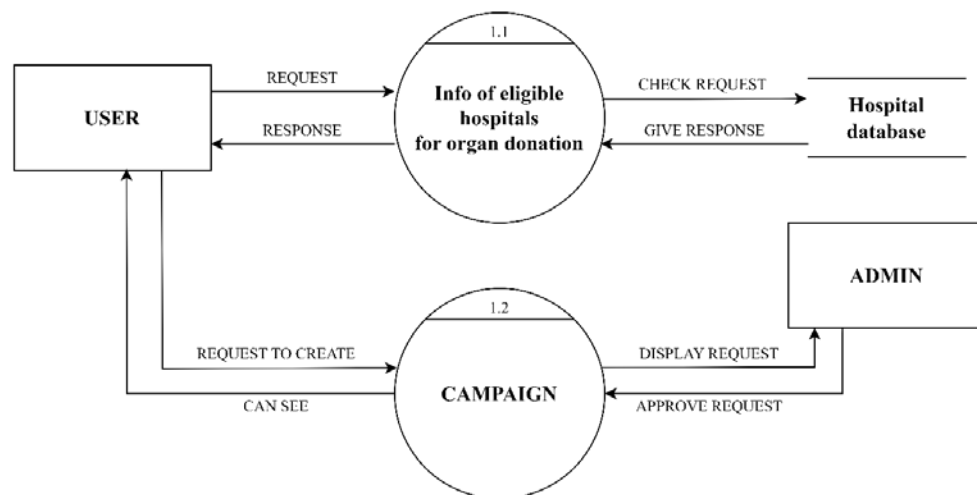 1.1
REQUEST
CHECK REQUEST
Info of eligible
hospitals
for organ donation
USER
Hospital
database
RESPONSE
GIVE RESPONSE
ADMIN
1.2
REQUEST TO CREATE
DISPLAY REQUEST
CAMPAIGN
CAN SEE
APPROVE REQUEST